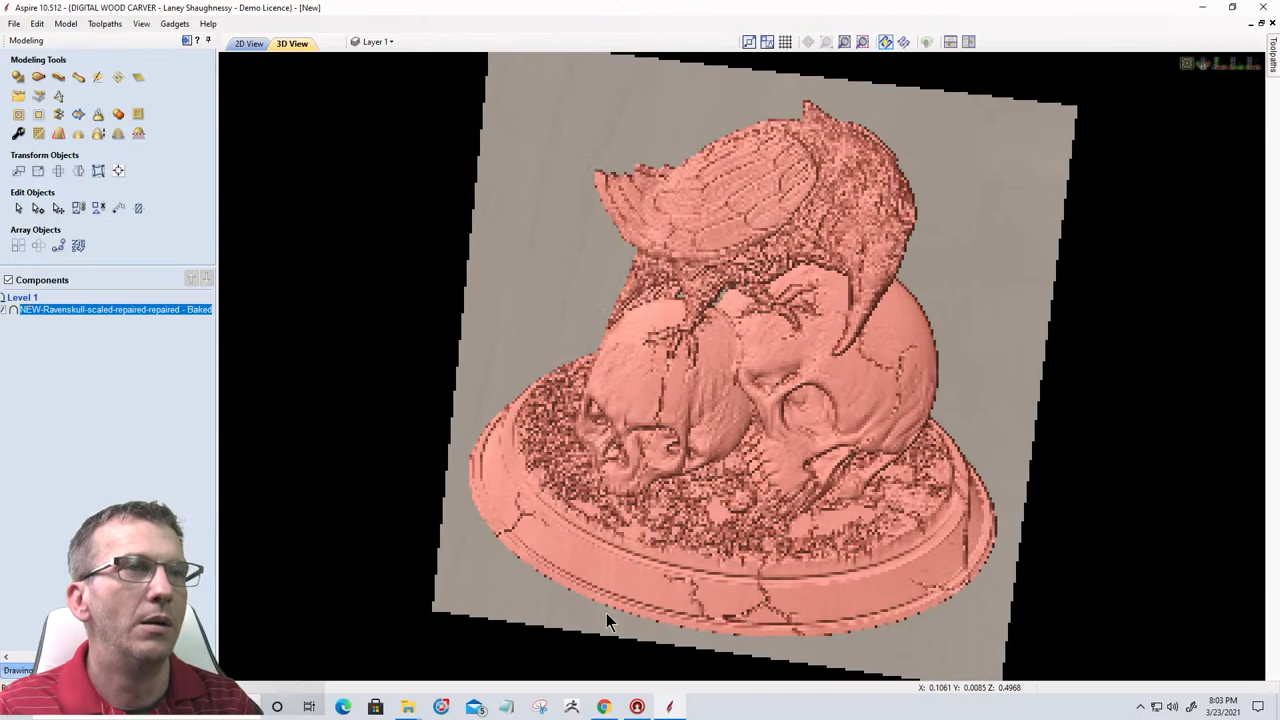 Aspire 10.512 - {DIGITAL WOOD CARVER - Laney Shaughnessy - Demo Licence} - [New]
File Edit Model Toolpaths View Gadgets Help
Modeling
2D View 3D View Layer 1
Modeling Tools
Transform Objects
Edit Objects
Array Objects
Components
Level 1
NEW-Ravenskull-scaled-repaired-repaired - Baked
Toolpaths
Drawing
X: 0.1061 Y: 0.0085 Z: 0.4968
5
8:03 PM
3/23/2021